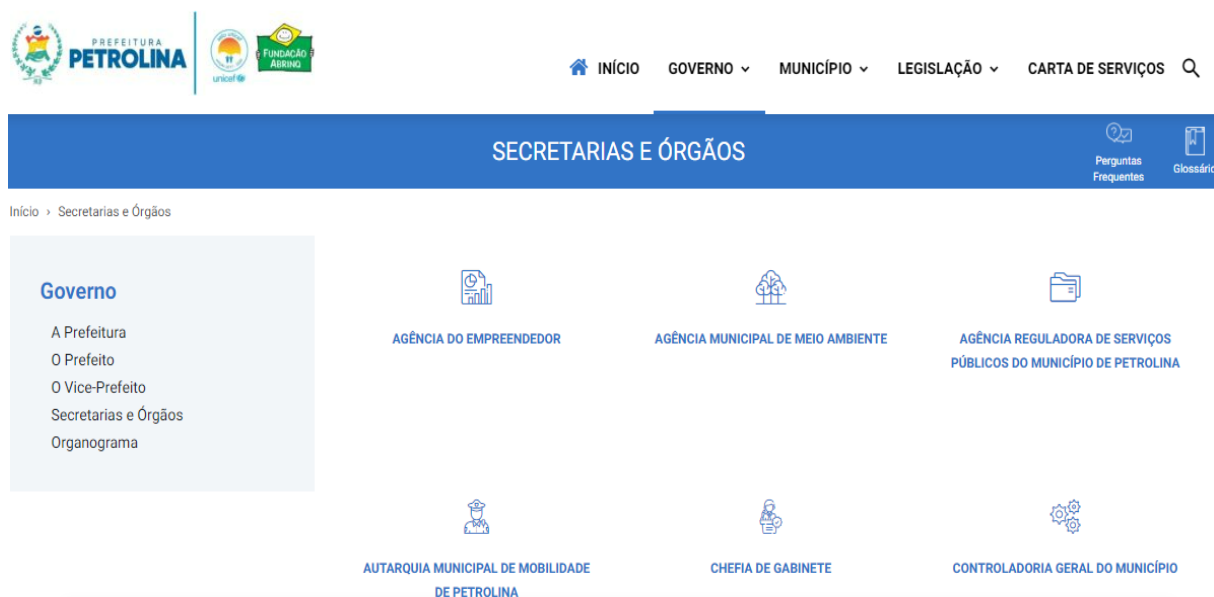 PREFEITURA
PETROLINA
unicef
FUNDAÇÃO
ABRINQ
INÍCIO GOVERNO MUNICÍPIO LEGISLAÇÃO CARTA DE SERVIÇOS
SECRETARIAS E ÓRGÃOS
Perguntas
Frequentes
Glossário
Início › Secretarias e Órgãos
Governo
A Prefeitura
O Prefeito
O Vice-Prefeito
Secretarias e Órgãos
Organograma
AGÊNCIA DO EMPREENDEDOR
AGÊNCIA MUNICIPAL DE MEIO AMBIENTE
AGÊNCIA REGULADORA DE SERVIÇOS
PÚBLICOS DO MUNICÍPIO DE PETROLINA
AUTARQUIA MUNICIPAL DE MOBILIDADE
DE PETROLINA
CHEFIA DE GABINETE
CONTROLADORIA GERAL DO MUNICÍPIO